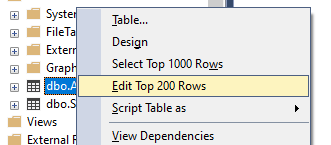 Syste
Table...
FileTa
Design
Extern
Select Top 1000 Rows
Graph
dbo.A
Edit Top 200 Rows
dbo.S
Script Table as
Views
External R
View Dependencies